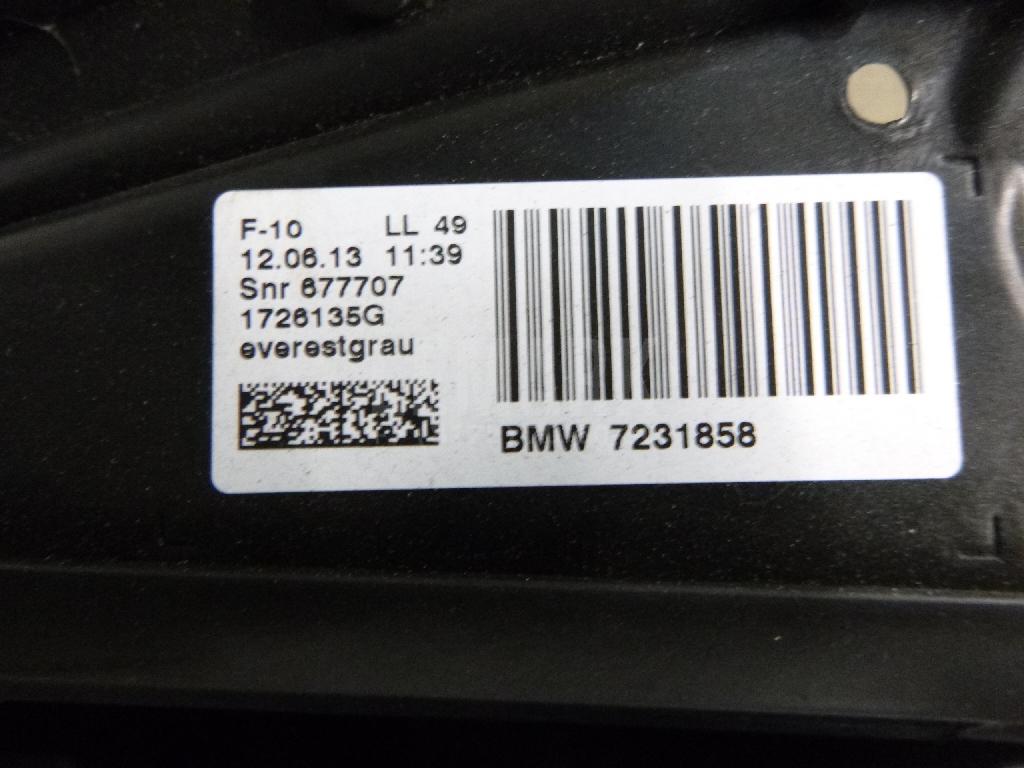 F-10 LL 49
12.06.13 11:39
Snr 677707
1726135G
everestgrau
BMW 7231858